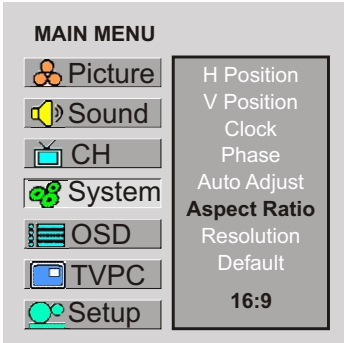 MAIN MENU
Picture
Sound
CH
System
OSD
TVPC
Setup
H Position
V Position
Clock
Phase
Auto Adjust
Aspect Ratio
Resolution
Default
16:9